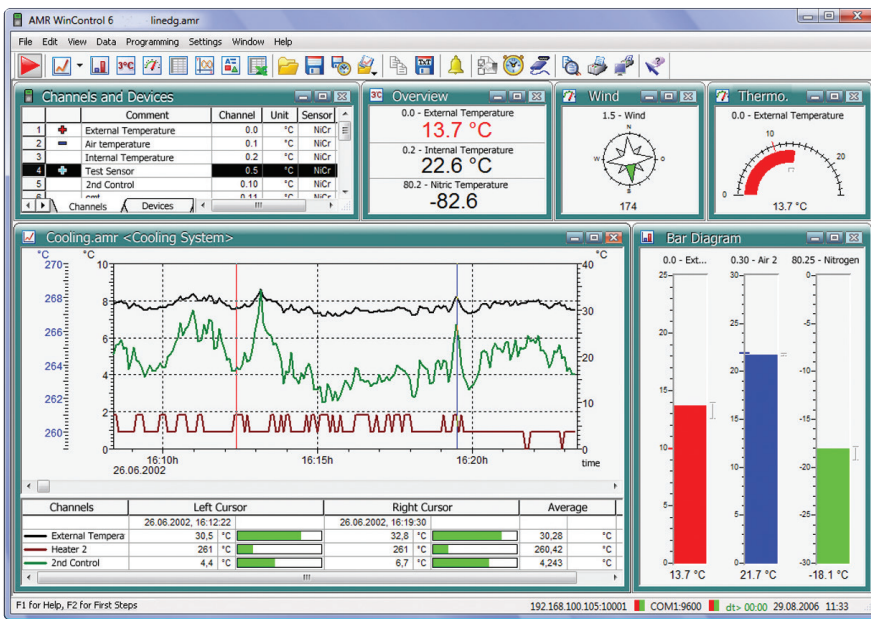 AMR WinControl 6 linedg.amr
File Edit View Data Programming Settings Window Help
Channels and Devices
Comment Channel Unit Sensor
1 External Temperature 0.0 °C NiCr
2 Air temperature 0.1 °C NiCr
3 Internal Temperature 0.2 °C NiCr
4 Test Sensor 0.5 °C NiCr
5 2nd Control 0.10 °C NiCr
Channels Devices
Overview
0.0 - External Temperature
13.7 °C
0.2 - Internal Temperature
22.6 °C
80.2 - Nitric Temperature
-82.6
Wind
1.5 - Wind
N
W O
S
174
Thermo.
0.0 - External Temperature
0 10 20
13.7 °C
Cooling.amr <Cooling System>
°C °C °C
270 10 40
268 8 30
266 6
264 4 20
262 2 10
260 0 0
16:10h 16:15h 16:20h time
26.06.2002
Channels Left Cursor Right Cursor Average
26.06.2002, 16:12:22 26.06.2002, 16:19:30
External Tempera 30,5 °C 32,8 °C 30,28 °C
Heater 2 261 °C 261 °C 260,42 °C
2nd Control 4,4 °C 6,7 °C 4,243 °C
Bar Diagram
0.0 - Ext... 0.30 - Air 2 80.25 - Nitrogen
25 30 0
20 25 -5
15 20 -10
10 15 -15
5 10 -20
0 5 -25
0 -30
13.7 °C 21.7 °C -18.1 °C
F1 for Help, F2 for First Steps
192.168.100.105:10001 COM1:9600 dt> 00:00 29.08.2006 11:33